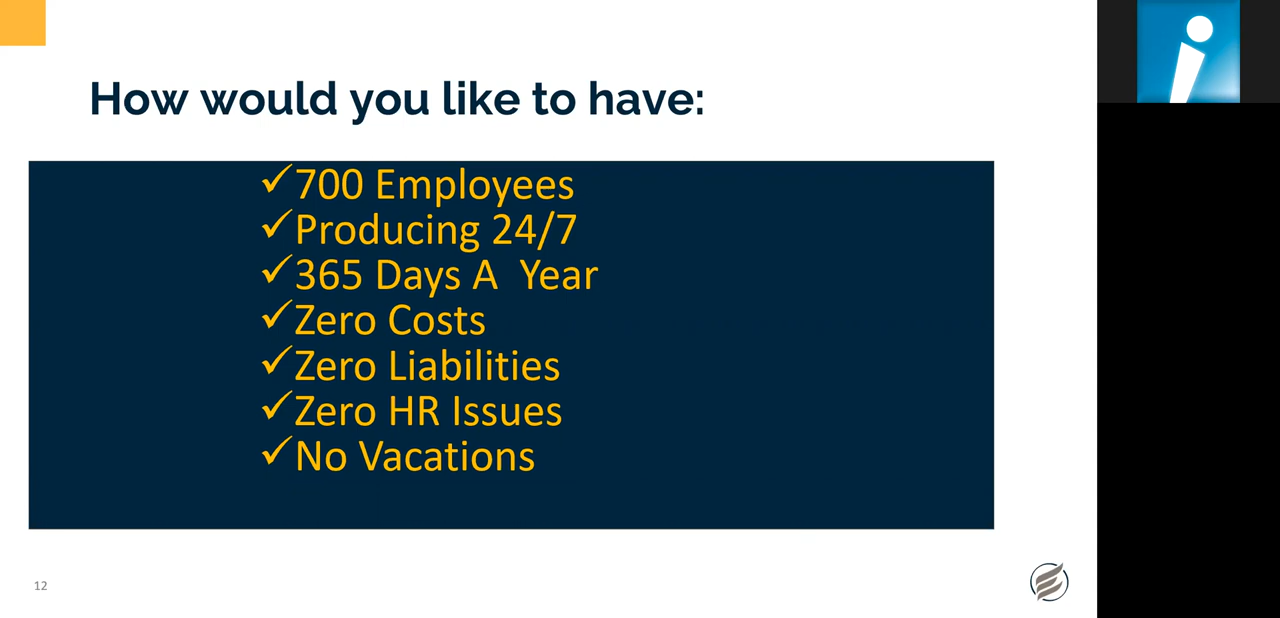 How would you like to have:
✓700 Employees
✓Producing 24/7
✓365 Days A  Year
✓Zero Costs
✓Zero Liabilities
✓Zero HR Issues
✓No Vacations
12